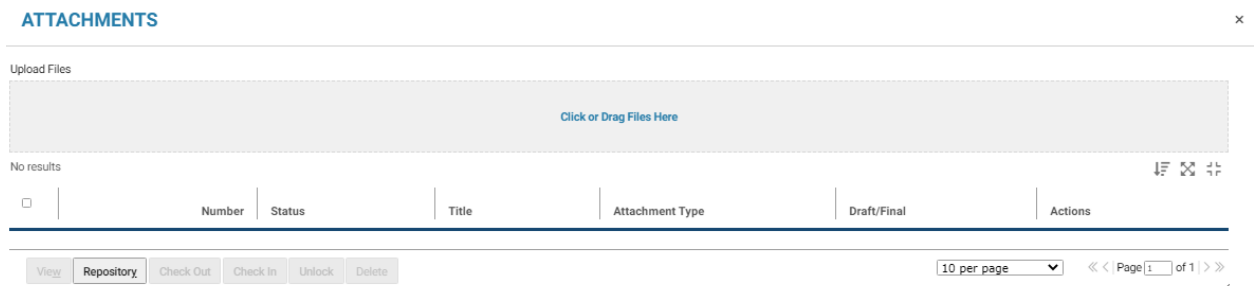 ATTACHMENTS ×
Upload Files
Click or Drag Files Here
No results
Number Status Title Attachment Type Draft/Final Actions
View Repository Check Out Check In Unlock Delete 10 per page Page 1 of 1